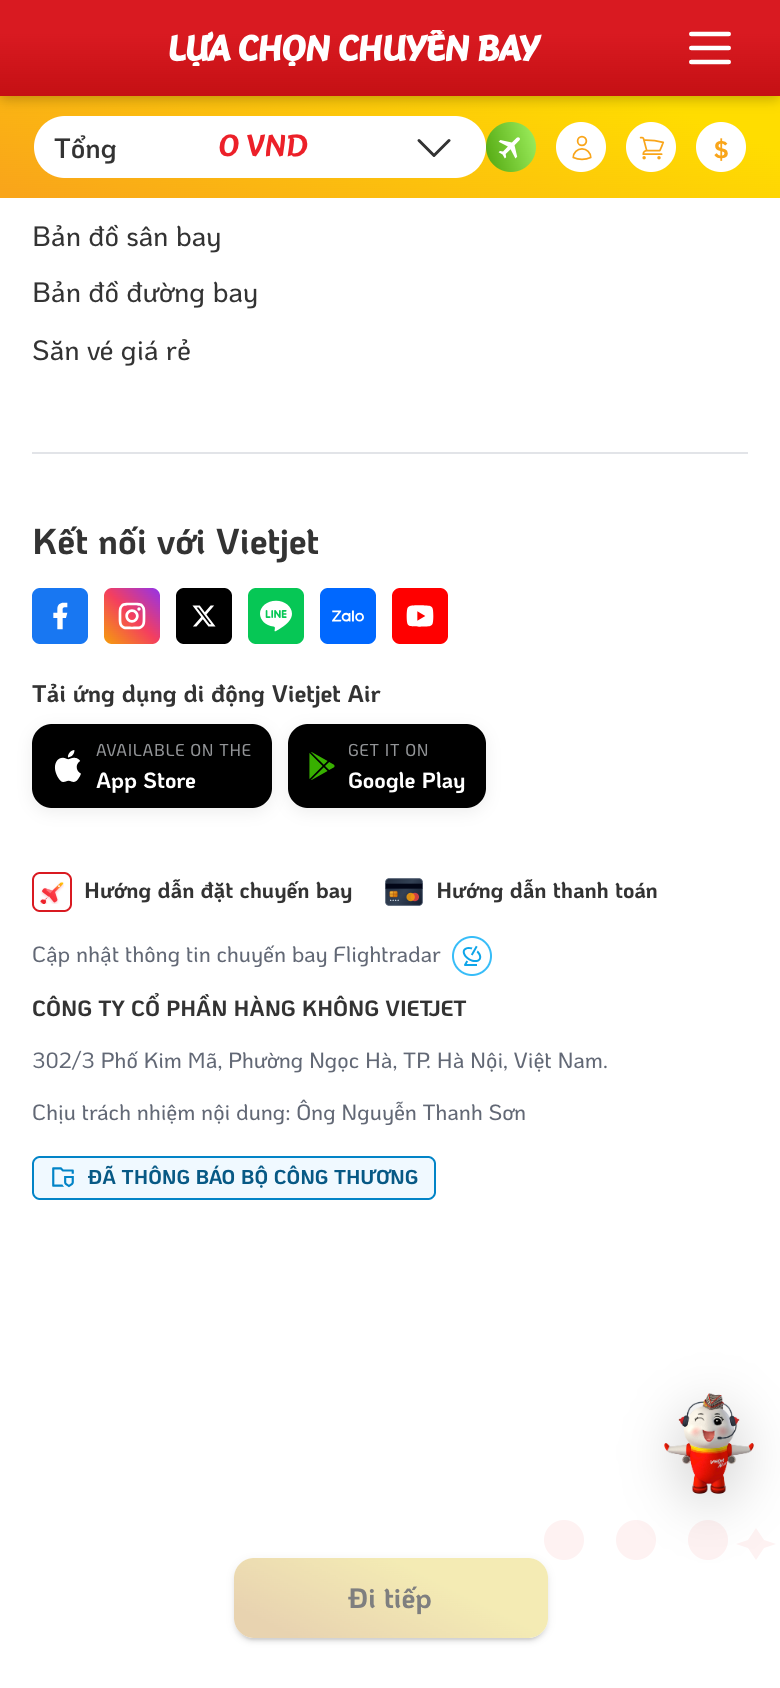 LỰA CHỌN CHUYẾN BAY
Tổng 0 VND
$
Bản đồ sân bay
Bản đồ đường bay
Săn vé giá rẻ
Kết nối với Vietjet
LINE Zalo
Tải ứng dụng di động Vietjet Air
AVAILABLE ON THE
App Store
GET IT ON
Google Play
Hướng dẫn đặt chuyến bay
Hướng dẫn thanh toán
Cập nhật thông tin chuyến bay Flightradar
CÔNG TY CỔ PHẦN HÀNG KHÔNG VIETJET
302/3 Phố Kim Mã, Phường Ngọc Hà, TP. Hà Nội, Việt Nam.
Chịu trách nhiệm nội dung: Ông Nguyễn Thanh Sơn
ĐÃ THÔNG BÁO BỘ CÔNG THƯƠNG
Đi tiếp